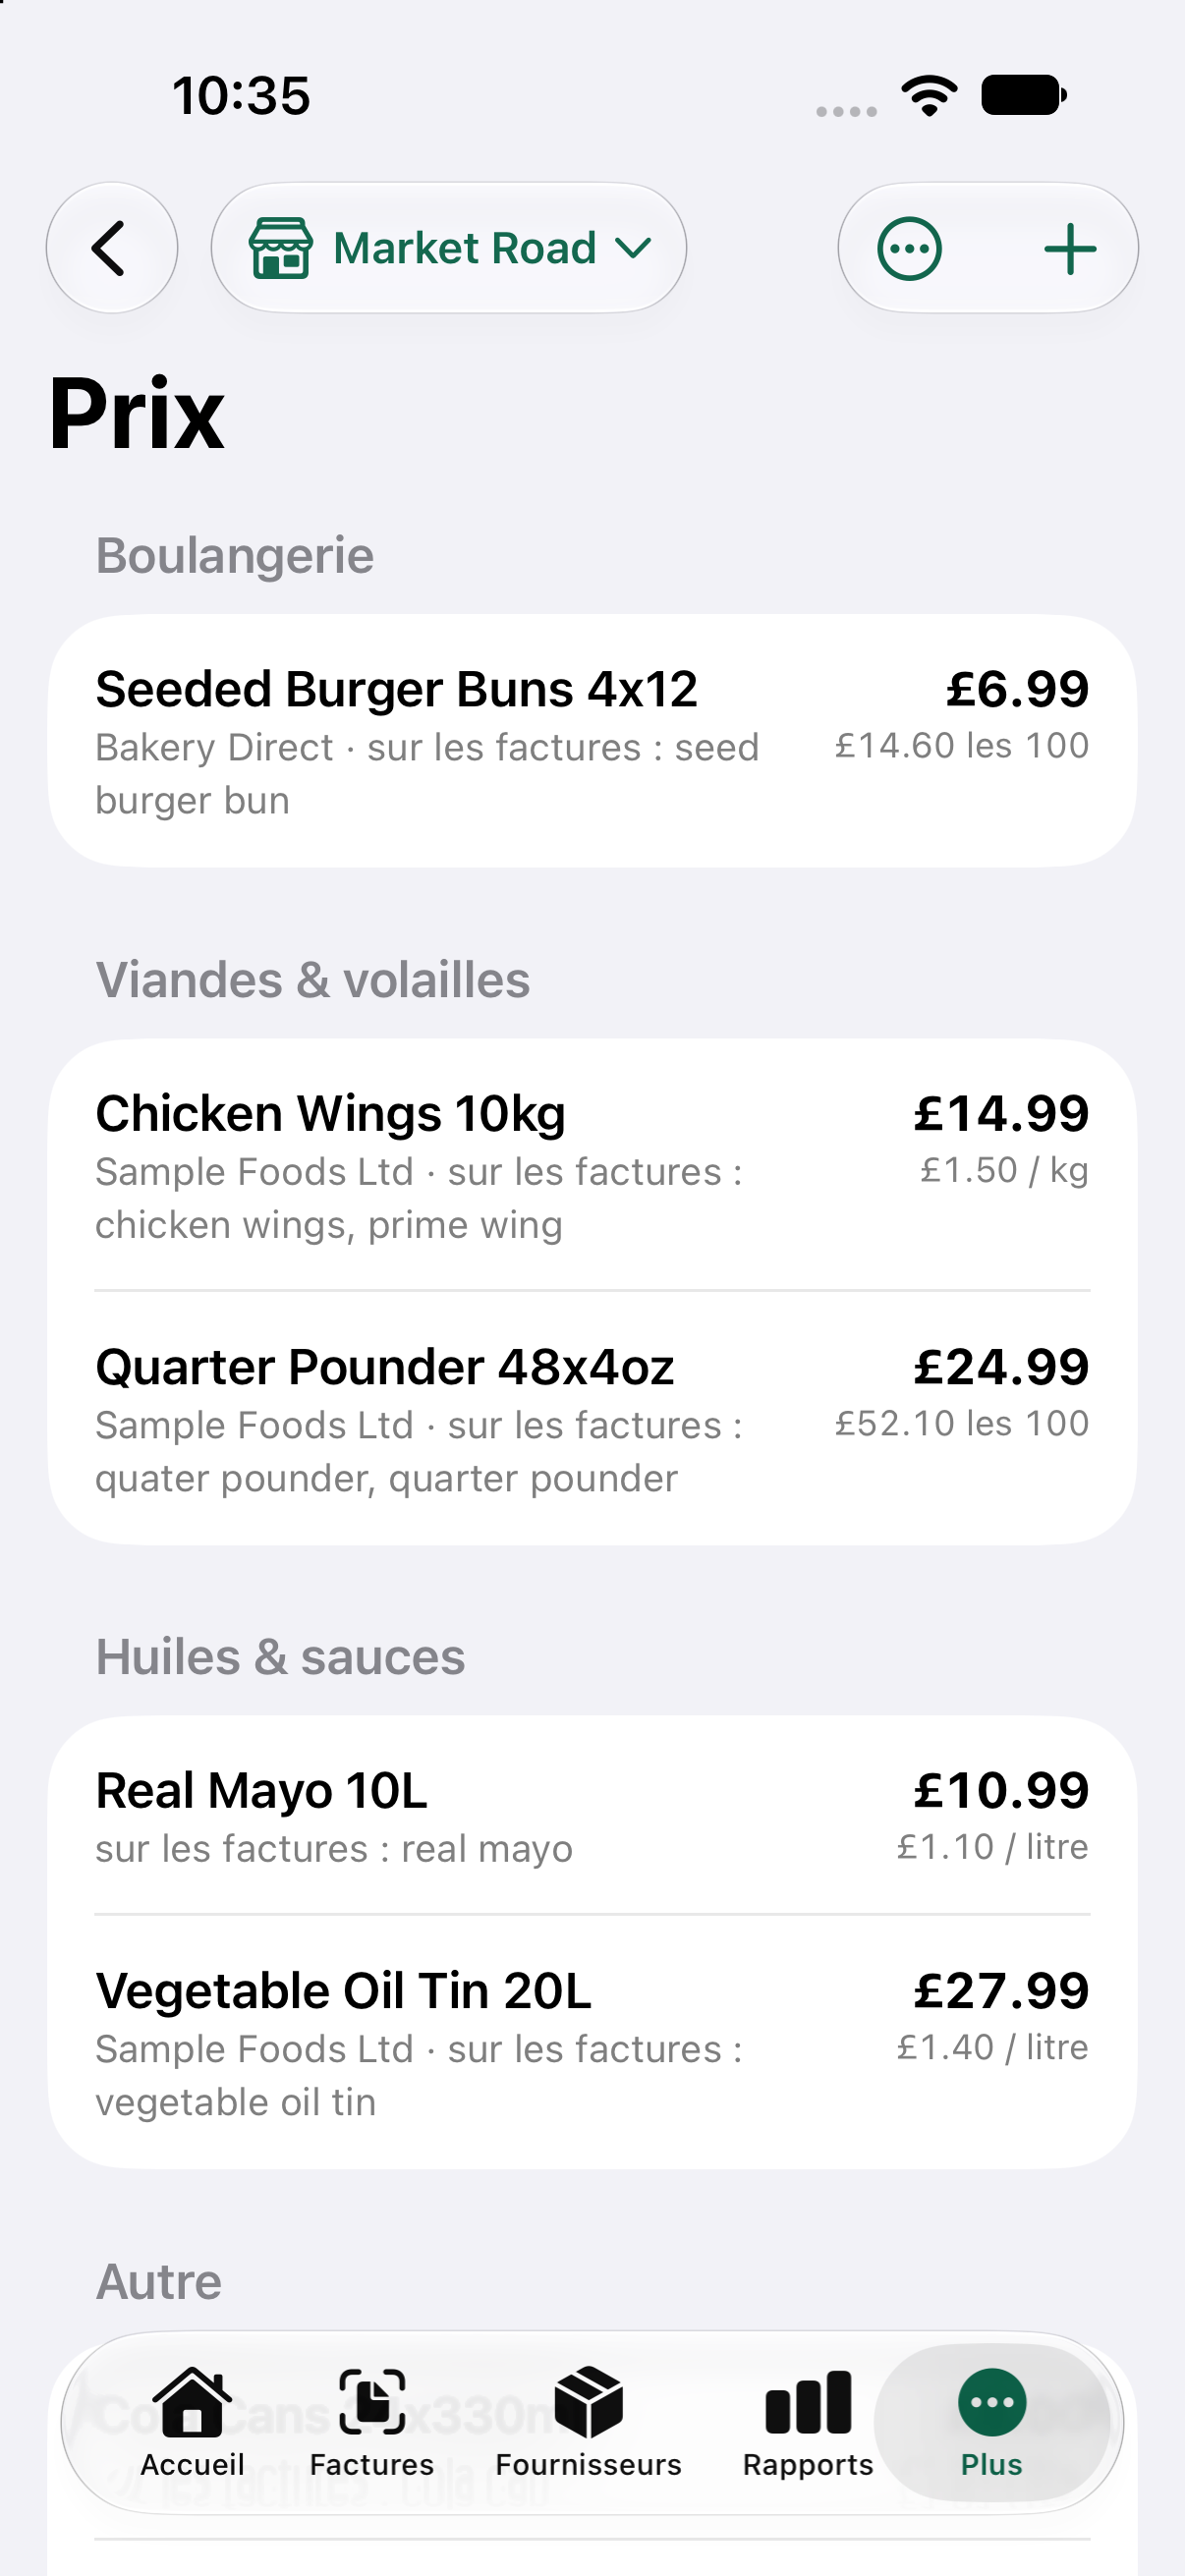 10:35
Market Road
Prix
Boulangerie
Seeded Burger Buns 4x12
£6.99
Bakery Direct · sur les factures : seed
£14.60 les 100
burger bun
Viandes & volailles
Chicken Wings 10kg
£14.99
Sample Foods Ltd · sur les factures :
£1.50 / kg
chicken wings, prime wing
Quarter Pounder 48x4oz
£24.99
Sample Foods Ltd · sur les factures :
£52.10 les 100
quater pounder, quarter pounder
Huiles & sauces
Real Mayo 10L
£10.99
sur les factures : real mayo
£1.10 / litre
Vegetable Oil Tin 20L
£27.99
Sample Foods Ltd · sur les factures :
£1.40 / litre
vegetable oil tin
Autre
Accueil
Factures
Fournisseurs
Rapports
Plus